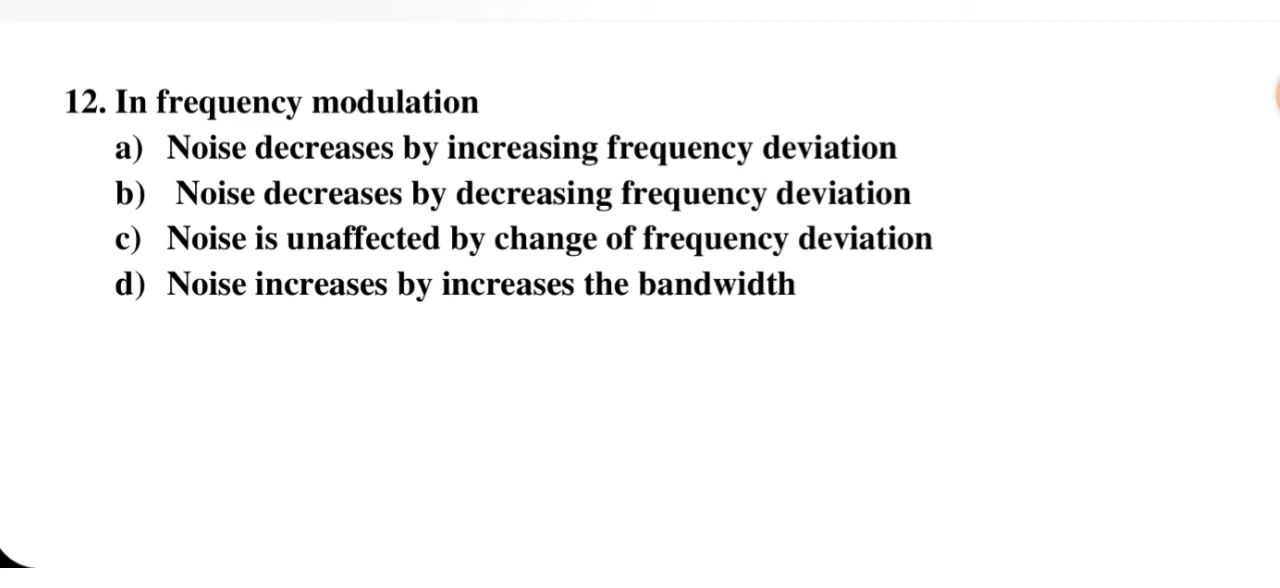 12. In frequency modulation
a) Noise decreases by increasing frequency deviation
b) Noise decreases by decreasing frequency deviation
c) Noise is unaffected by change of frequency deviation
d) Noise increases by increases the bandwidth